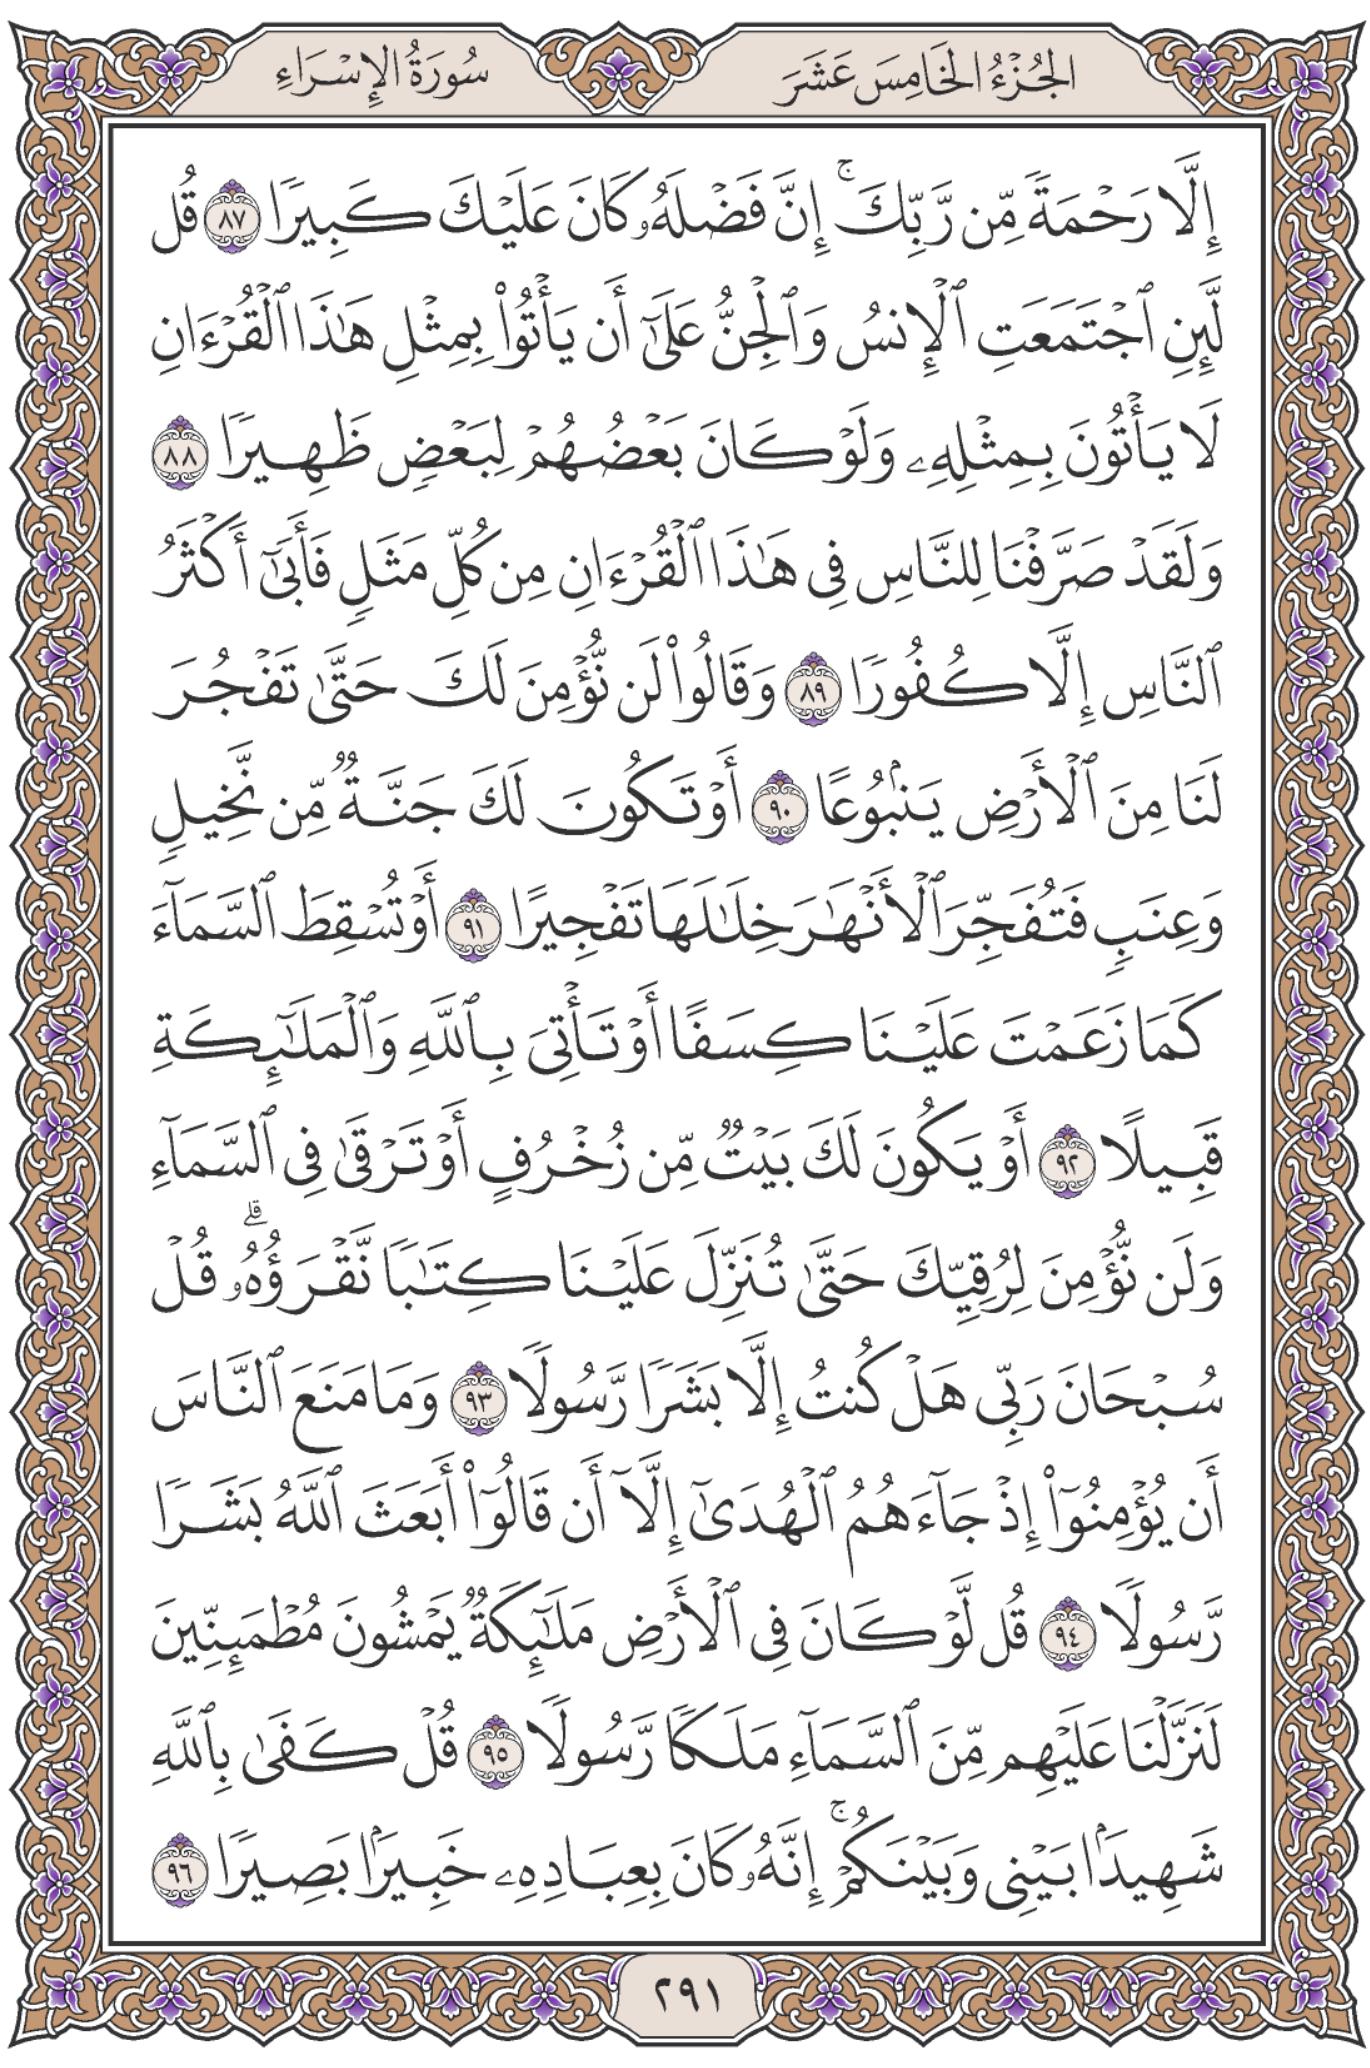 الجُزْءُ الخَامِسَ عَشَرَ
سُورَةُ الإِسْرَاءِ
إِلَّا رَحْمَةً مِّن رَّبِّكَ ۚ إِنَّ فَضْلَهُۥ كَانَ عَلَيْكَ كَبِيرًا ٨٧ قُل
لَّئِنِ ٱجْتَمَعَتِ ٱلْإِنسُ وَٱلْجِنُّ عَلَىٰٓ أَن يَأْتُوا۟ بِمِثْلِ هَٰذَا ٱلْقُرْءَانِ
لَا يَأْتُونَ بِمِثْلِهِۦ وَلَوْ كَانَ بَعْضُهُمْ لِبَعْضٍ ظَهِيرًا ٨٨
وَلَقَدْ صَرَّفْنَا لِلنَّاسِ فِى هَٰذَا ٱلْقُرْءَانِ مِن كُلِّ مَثَلٍ فَأَبَىٰٓ أَكْثَرُ
ٱلنَّاسِ إِلَّا كُفُورًا ٨٩ وَقَالُوا۟ لَن نُّؤْمِنَ لَكَ حَتَّىٰ تَفْجُرَ
لَنَا مِنَ ٱلْأَرْضِ يَنۢبُوعًا ٩٠ أَوْ تَكُونَ لَكَ جَنَّةٌ مِّن نَّخِيلٍ
وَعِنَبٍ فَتُفَجِّرَ ٱلْأَنْهَٰرَ خِلَٰلَهَا تَفْجِيرًا ٩١ أَوْ تُسْقِطَ ٱلسَّمَآءَ
كَمَا زَعَمْتَ عَلَيْنَا كِسَفًا أَوْ تَأْتِىَ بِٱللَّهِ وَٱلْمَلَٰٓئِكَةِ
قَبِيلًا ٩٢ أَوْ يَكُونَ لَكَ بَيْتٌ مِّن زُخْرُفٍ أَوْ تَرْقَىٰ فِى ٱلسَّمَآءِ
وَلَن نُّؤْمِنَ لِرُقِيِّكَ حَتَّىٰ تُنَزِّلَ عَلَيْنَا كِتَٰبًا نَّقْرَؤُهُۥ ۗ قُلْ
سُبْحَانَ رَبِّى هَلْ كُنتُ إِلَّا بَشَرًا رَّسُولًا ٩٣ وَمَا مَنَعَ ٱلنَّاسَ
أَن يُؤْمِنُوٓا۟ إِذْ جَآءَهُمُ ٱلْهُدَىٰٓ إِلَّآ أَن قَالُوٓا۟ أَبَعَثَ ٱللَّهُ بَشَرًا
رَّسُولًا ٩٤ قُل لَّوْ كَانَ فِى ٱلْأَرْضِ مَلَٰٓئِكَةٌ يَمْشُونَ مُطْمَئِنِّينَ
لَنَزَّلْنَا عَلَيْهِم مِّنَ ٱلسَّمَآءِ مَلَكًا رَّسُولًا ٩٥ قُلْ كَفَىٰ بِٱللَّهِ
شَهِيدًۢا بَيْنِى وَبَيْنَكُمْ ۚ إِنَّهُۥ كَانَ بِعِبَادِهِۦ خَبِيرًۢا بَصِيرًا ٩٦
٢٩١